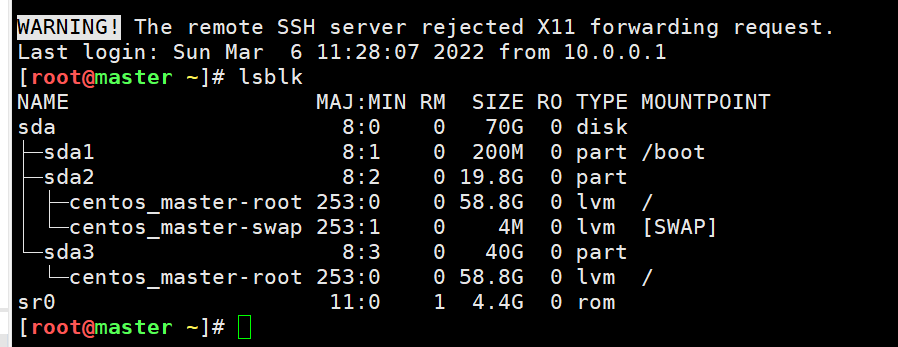 WARNING! The remote SSH server rejected X11 forwarding request.
Last login: Sun Mar  6 11:28:07 2022 from 10.0.0.1
[root@master ~]# lsblk
NAME                   MAJ:MIN RM  SIZE RO TYPE MOUNTPOINT
sda                      8:0    0   70G  0 disk
├─sda1                   8:1    0  200M  0 part /boot
├─sda2                   8:2    0 19.8G  0 part
│ ├─centos_master-root 253:0    0 58.8G  0 lvm  /
│ └─centos_master-swap 253:1    0    4M  0 lvm  [SWAP]
└─sda3                   8:3    0   40G  0 part
  └─centos_master-root 253:0    0 58.8G  0 lvm  /
sr0                     11:0    1  4.4G  0 rom
[root@master ~]#